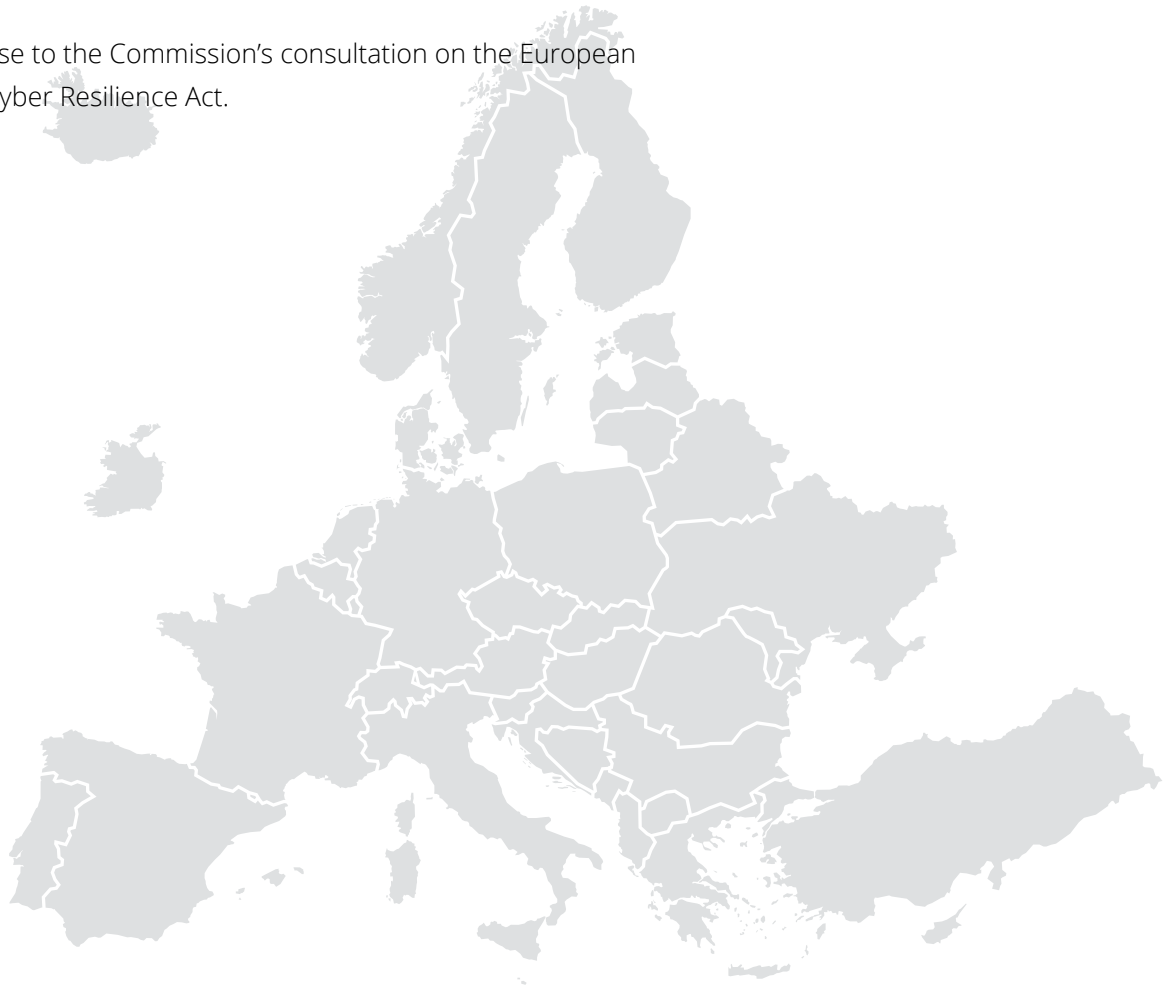 se to the Commission’s consultation on the European
yber Resilience Act.